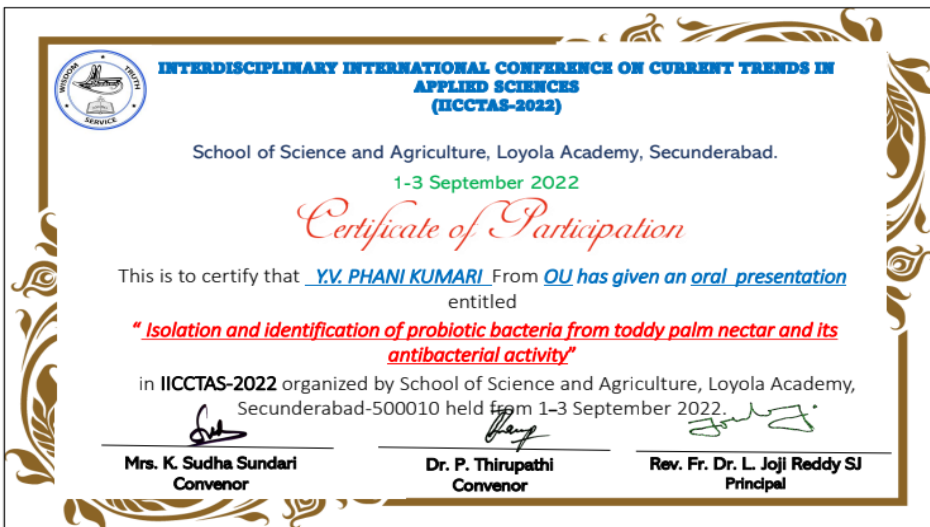 WISDOM
TRUTH
SERVICE
INTERDISCIPLINARY INTERNATIONAL CONFERENCE ON CURRENT TRENDS IN
APPLIED SCIENCES
(IICCTAS-2022)
School of Science and Agriculture, Loyola Academy, Secunderabad.
1-3 September 2022
Certificate of Participation
This is to certify that Y.V. PHANI KUMARI From OU has given an oral presentation
entitled
“ Isolation and identification of probiotic bacteria from toddy palm nectar and its
antibacterial activity”
in IICCTAS-2022 organized by School of Science and Agriculture, Loyola Academy,
Secunderabad-500010 held from 1–3 September 2022.
Mrs. K. Sudha Sundari
Convenor
Dr. P. Thirupathi
Convenor
Rev. Fr. Dr. L. Joji Reddy SJ
Principal